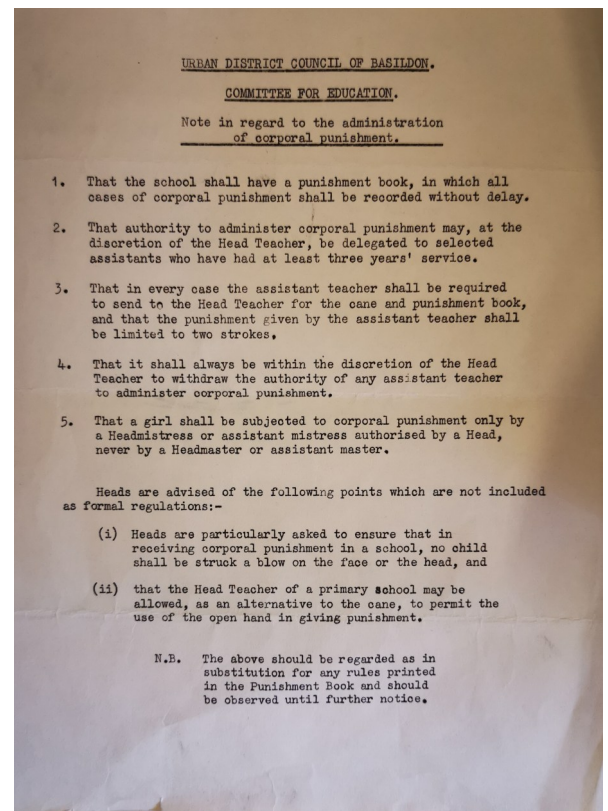 URBAN DISTRICT COUNCIL OF BASILDON.
COMMITTEE FOR EDUCATION.
Note in regard to the administration
of corporal punishment.
1. That the school shall have a punishment book, in which all
cases of corporal punishment shall be recorded without delay.
2. That authority to administer corporal punishment may, at the
discretion of the Head Teacher, be delegated to selected
assistants who have had at least three years' service.
3. That in every case the assistant teacher shall be required
to send to the Head Teacher for the cane and punishment book,
and that the punishment given by the assistant teacher shall
be limited to two strokes.
4. That it shall always be within the discretion of the Head
Teacher to withdraw the authority of any assistant teacher
to administer corporal punishment.
5. That a girl shall be subjected to corporal punishment only by
a Headmistress or assistant mistress authorised by a Head,
never by a Headmaster or assistant master.
Heads are advised of the following points which are not included
as formal regulations:-
(i) Heads are particularly asked to ensure that in
receiving corporal punishment in a school, no child
shall be struck a blow on the face or the head, and
(ii) that the Head Teacher of a primary school may be
allowed, as an alternative to the cane, to permit the
use of the open hand in giving punishment.
N.B. The above should be regarded as in
substitution for any rules printed
in the Punishment Book and should
be observed until further notice.